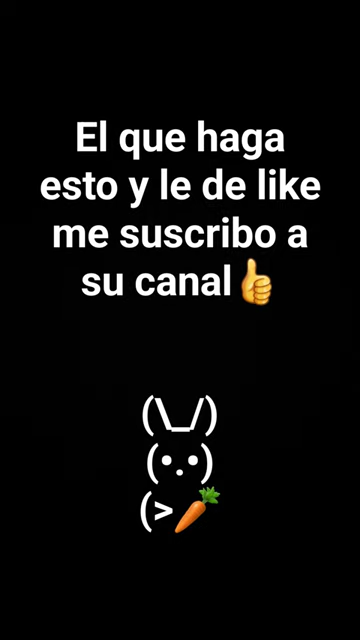 El que haga
esto y le de like
me suscribo a
su canal👍
(\_/)
(•.•)
(>🥕